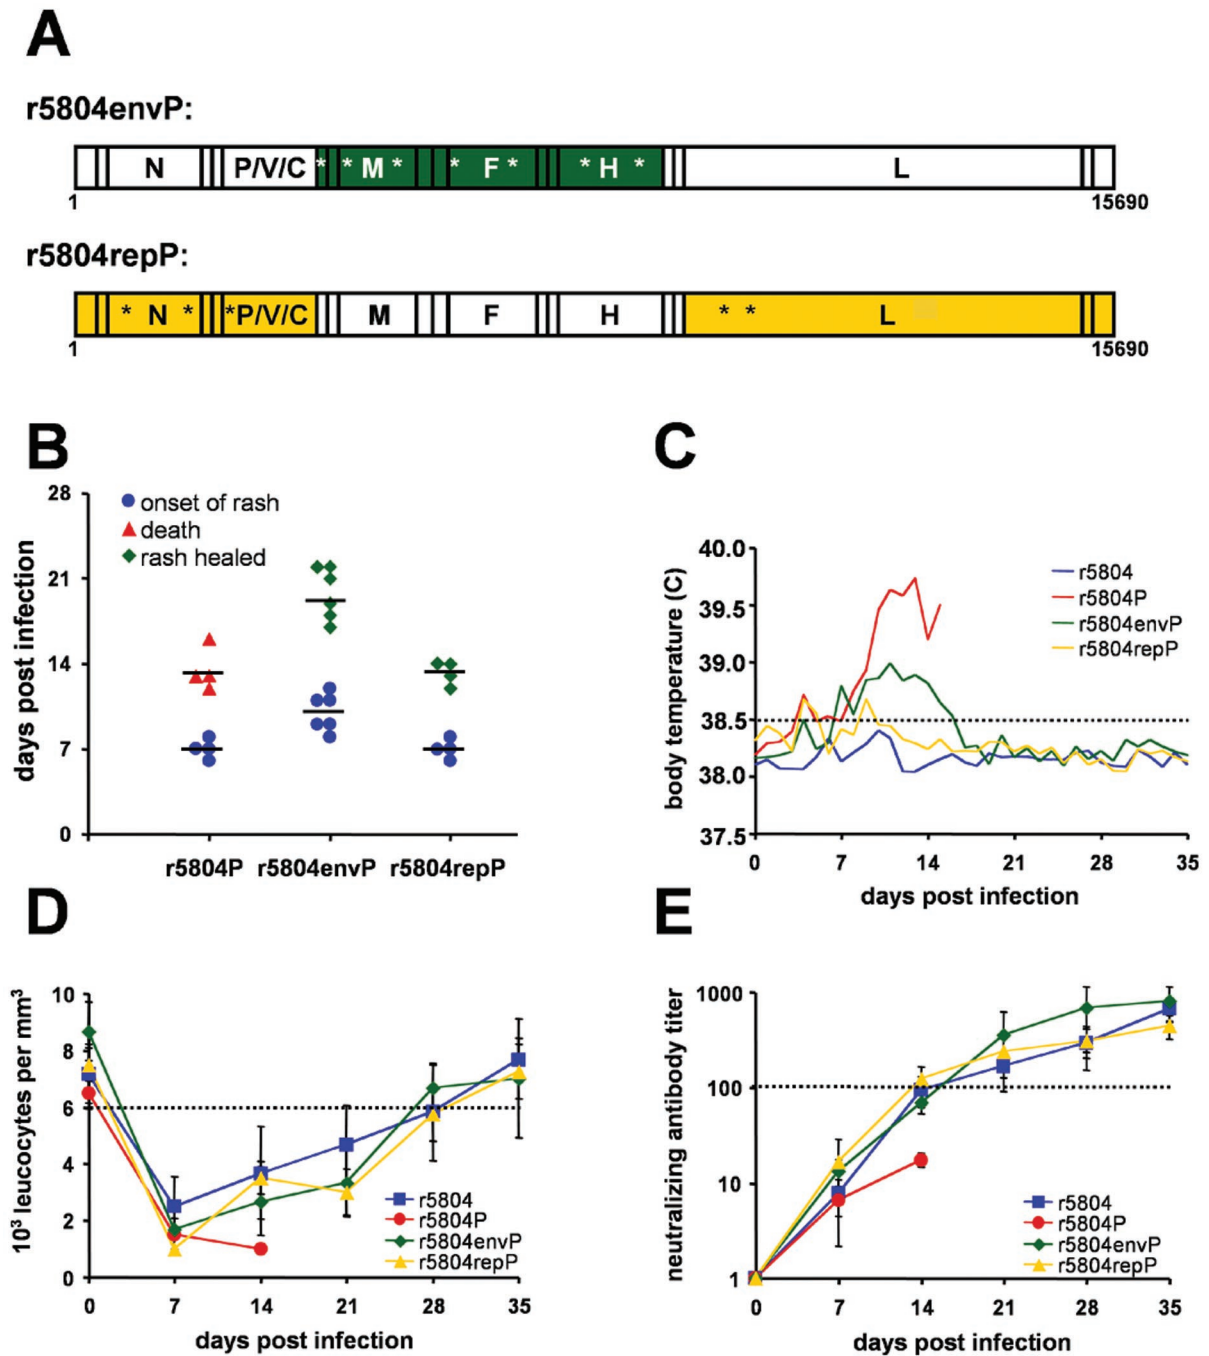 A
r5804envP:
N P/V/C * * M * * F * * H * L
1 15690
r5804repP:
* N * *P/V/C M F H * * L
1 15690
B
28
21
14
7
0
days post infection
onset of rash
death
rash healed
r5804P r5804envP r5804repP
C
40.0
39.5
39.0
38.5
38.0
37.5
body temperature (C)
r5804
r5804P
r5804envP
r5804repP
0 7 14 21 28 35
days post infection
D
10
8
6
4
2
0
10³ leucocytes per mm³
r5804
r5804P
r5804envP
r5804repP
0 7 14 21 28 35
days post infection
E
1000
100
10
1
neutralizing antibody titer
r5804
r5804P
r5804envP
r5804repP
0 7 14 21 28 35
days post infection